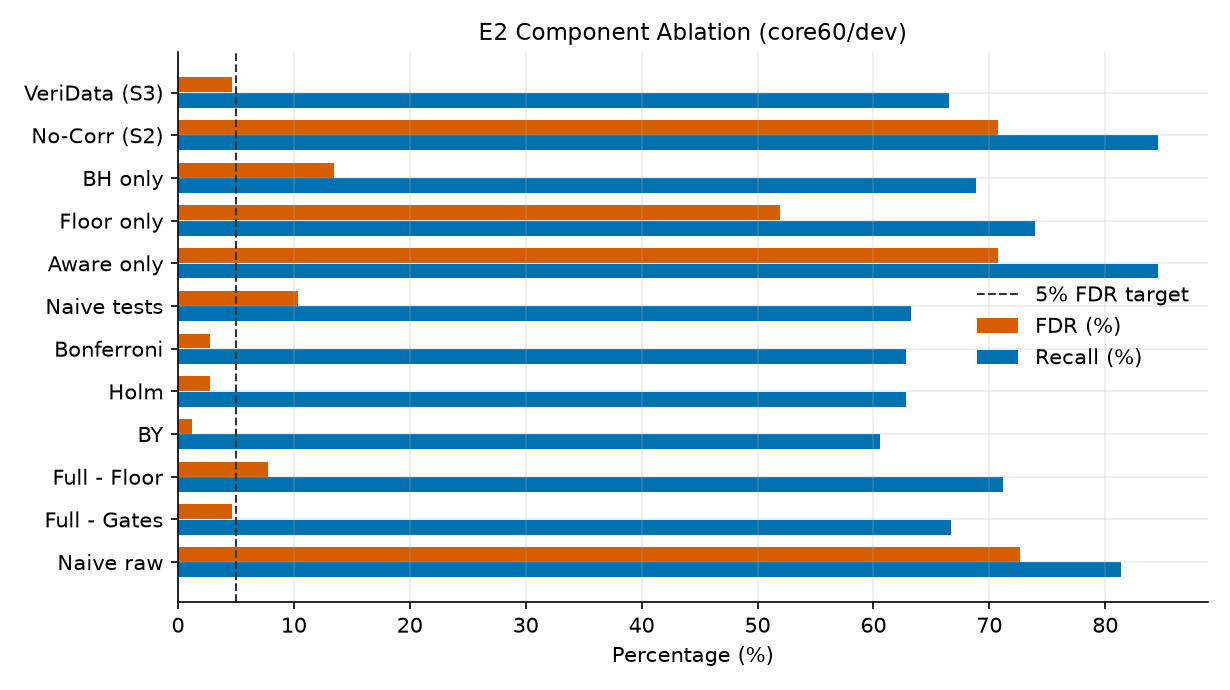 E2 Component Ablation (core60/dev)
VeriData (S3)
No-Corr (S2)
BH only
Floor only
Aware only
Naive tests
Bonferroni
Holm
BY
Full - Floor
Full - Gates
Naive raw
5% FDR target
FDR (%)
Recall (%)
0 10 20 30 40 50 60 70 80
Percentage (%)